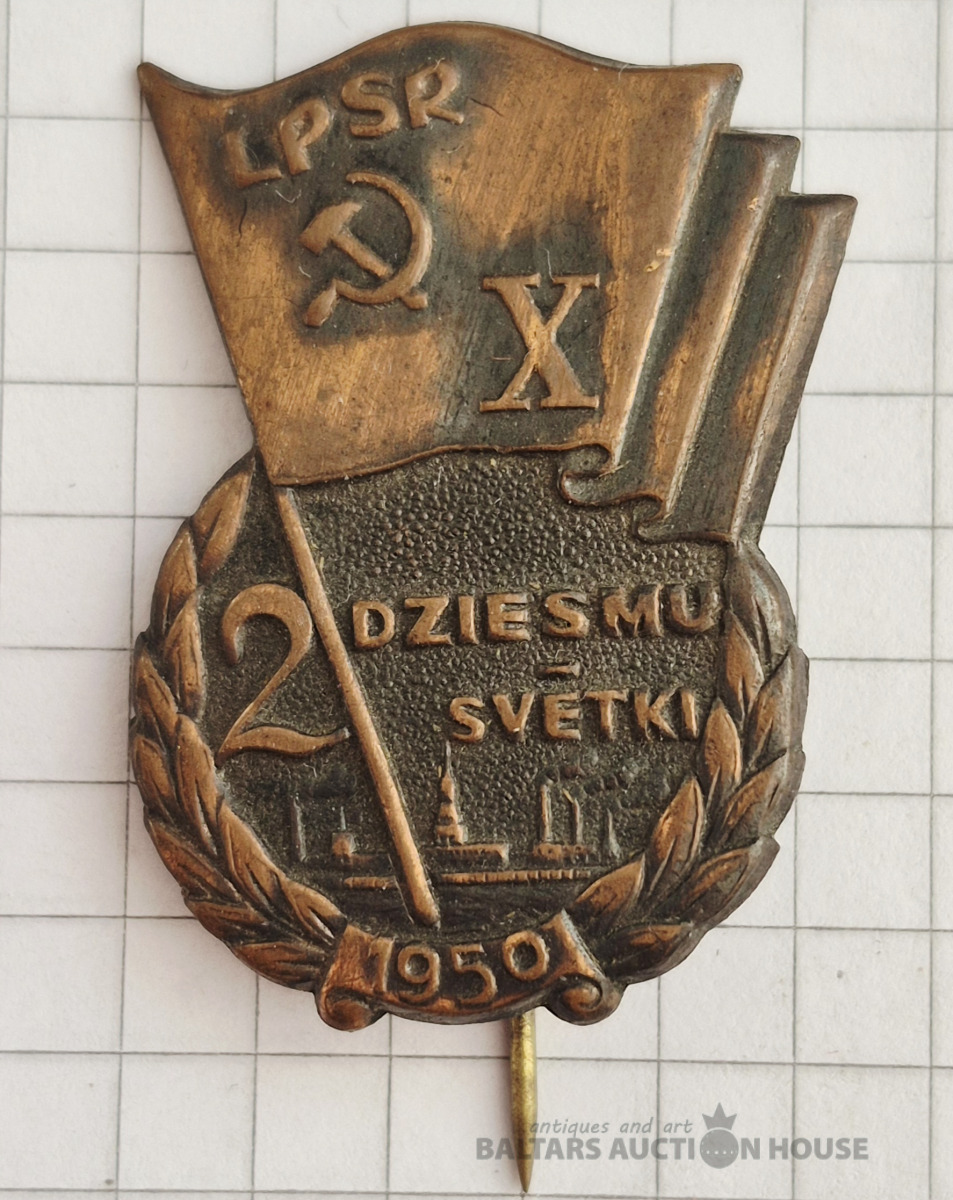 LPSR
X
2 DZIESMU
SVĒTKI
1950
antiques and art
BALTARS AUCTION HOUSE